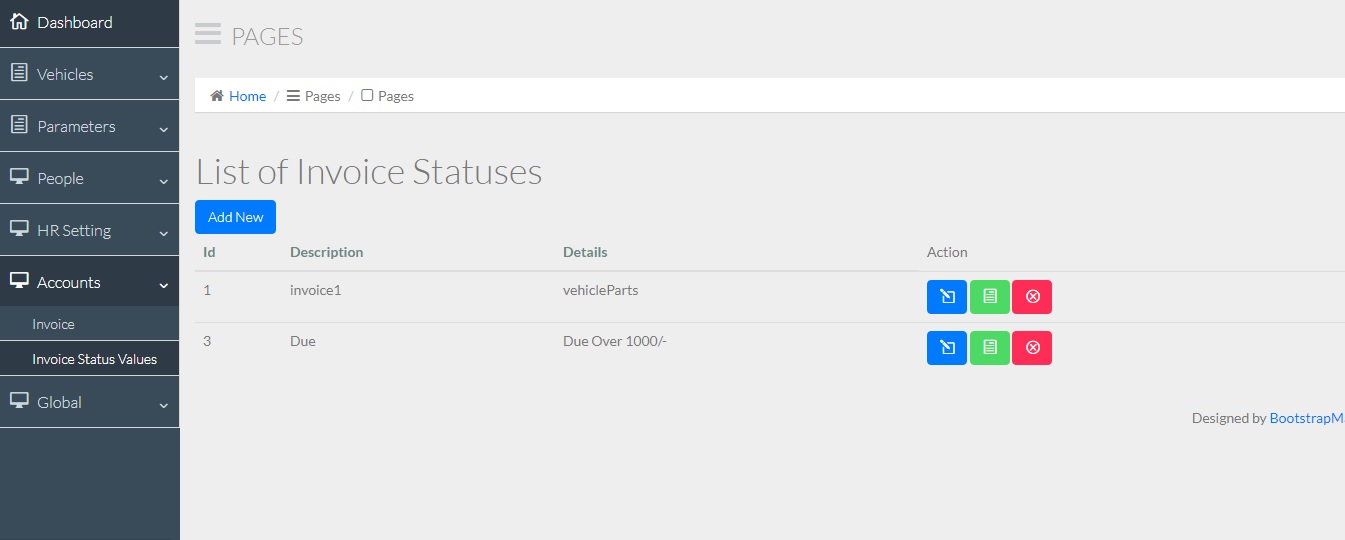 Dashboard
Vehicles
Parameters
People
HR Setting
Accounts
Invoice
Invoice Status Values
Global
PAGES
Home / Pages / Pages
List of Invoice Statuses
Add New
Id Description Details Action
1 invoice1 vehicleParts
3 Due Due Over 1000/-
Designed by BootstrapM